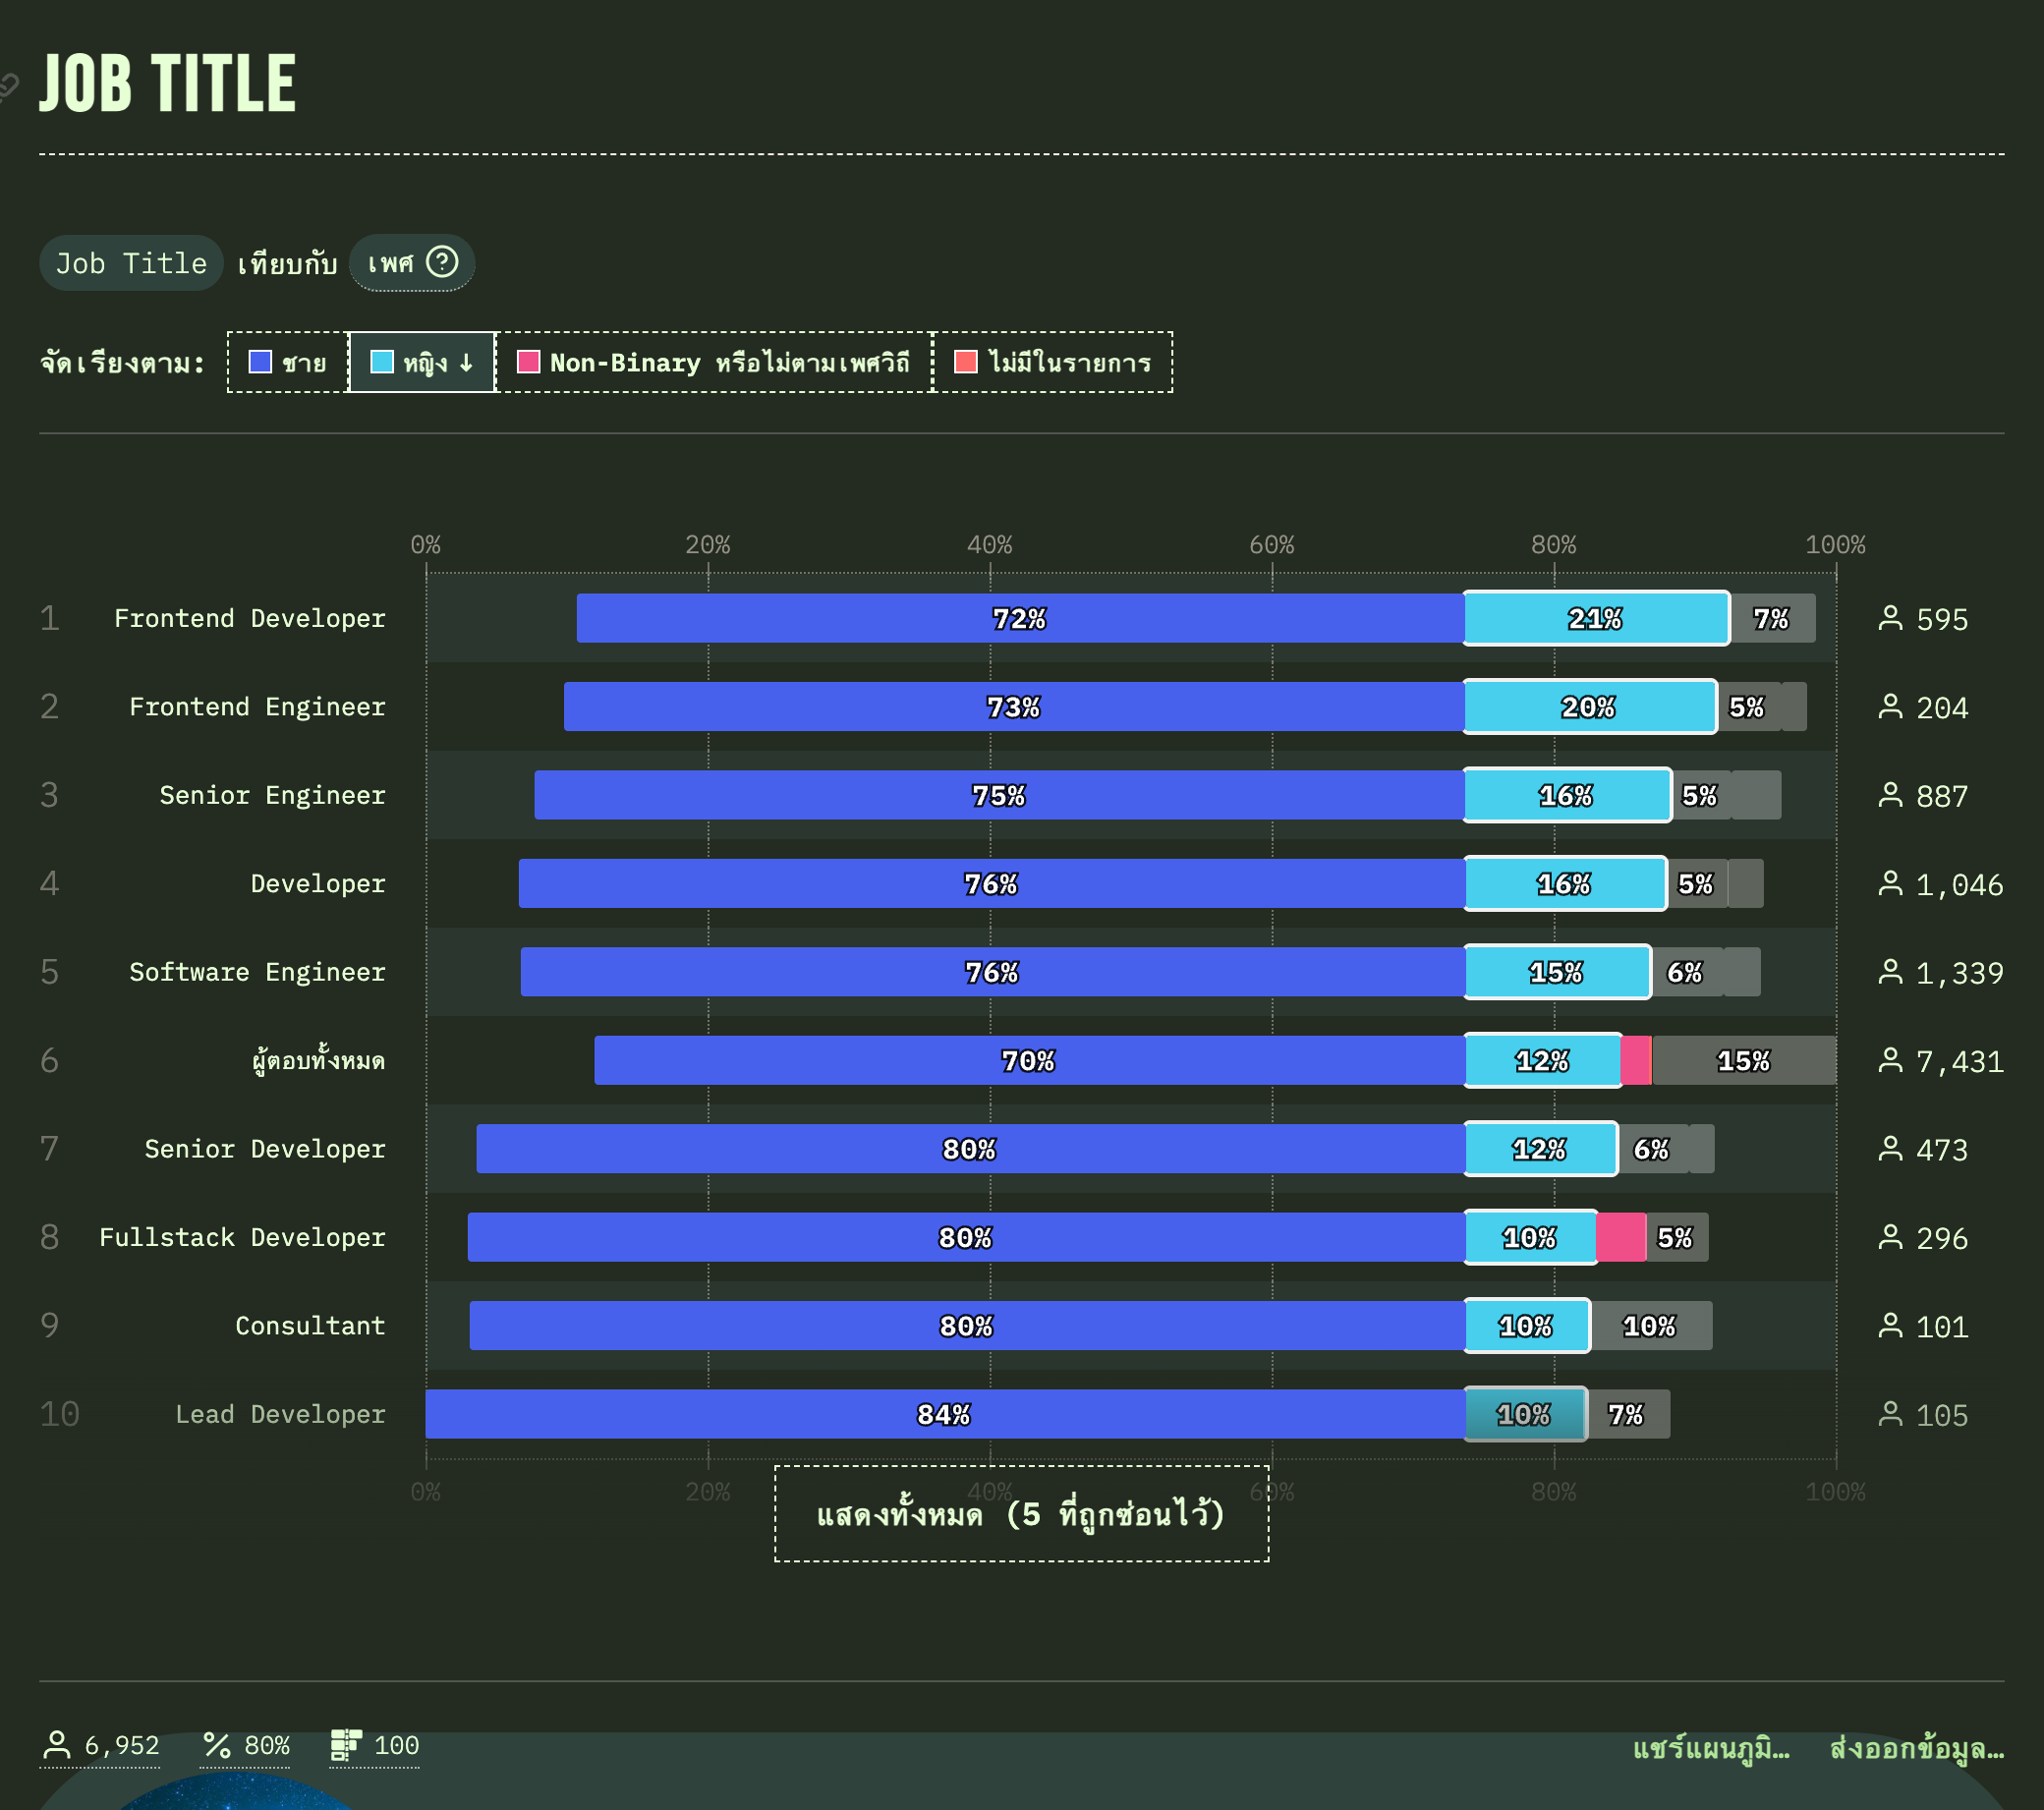 JOB TITLE
Job Title เทียบกับ เพศ ?
จัดเรียงตาม: ชาย หญิง ↓ Non-Binary หรือไม่ตามเพศวิถี ไม่มีในรายการ
0% 20% 40% 60% 80% 100%
1 Frontend Developer 72% 21% 7% 595
2 Frontend Engineer 73% 20% 5% 204
3 Senior Engineer 75% 16% 5% 887
4 Developer 76% 16% 5% 1,046
5 Software Engineer 76% 15% 6% 1,339
6 ผู้ตอบทั้งหมด 70% 12% 15% 7,431
7 Senior Developer 80% 12% 6% 473
8 Fullstack Developer 80% 10% 5% 296
9 Consultant 80% 10% 10% 101
10 Lead Developer 84% 10% 7% 105
0% 20% 40% 60% 80% 100%
แสดงทั้งหมด (5 ที่ถูกซ่อนไว้)
6,952 % 80% 100 แชร์แผนภูมิ… ส่งออกข้อมูล…